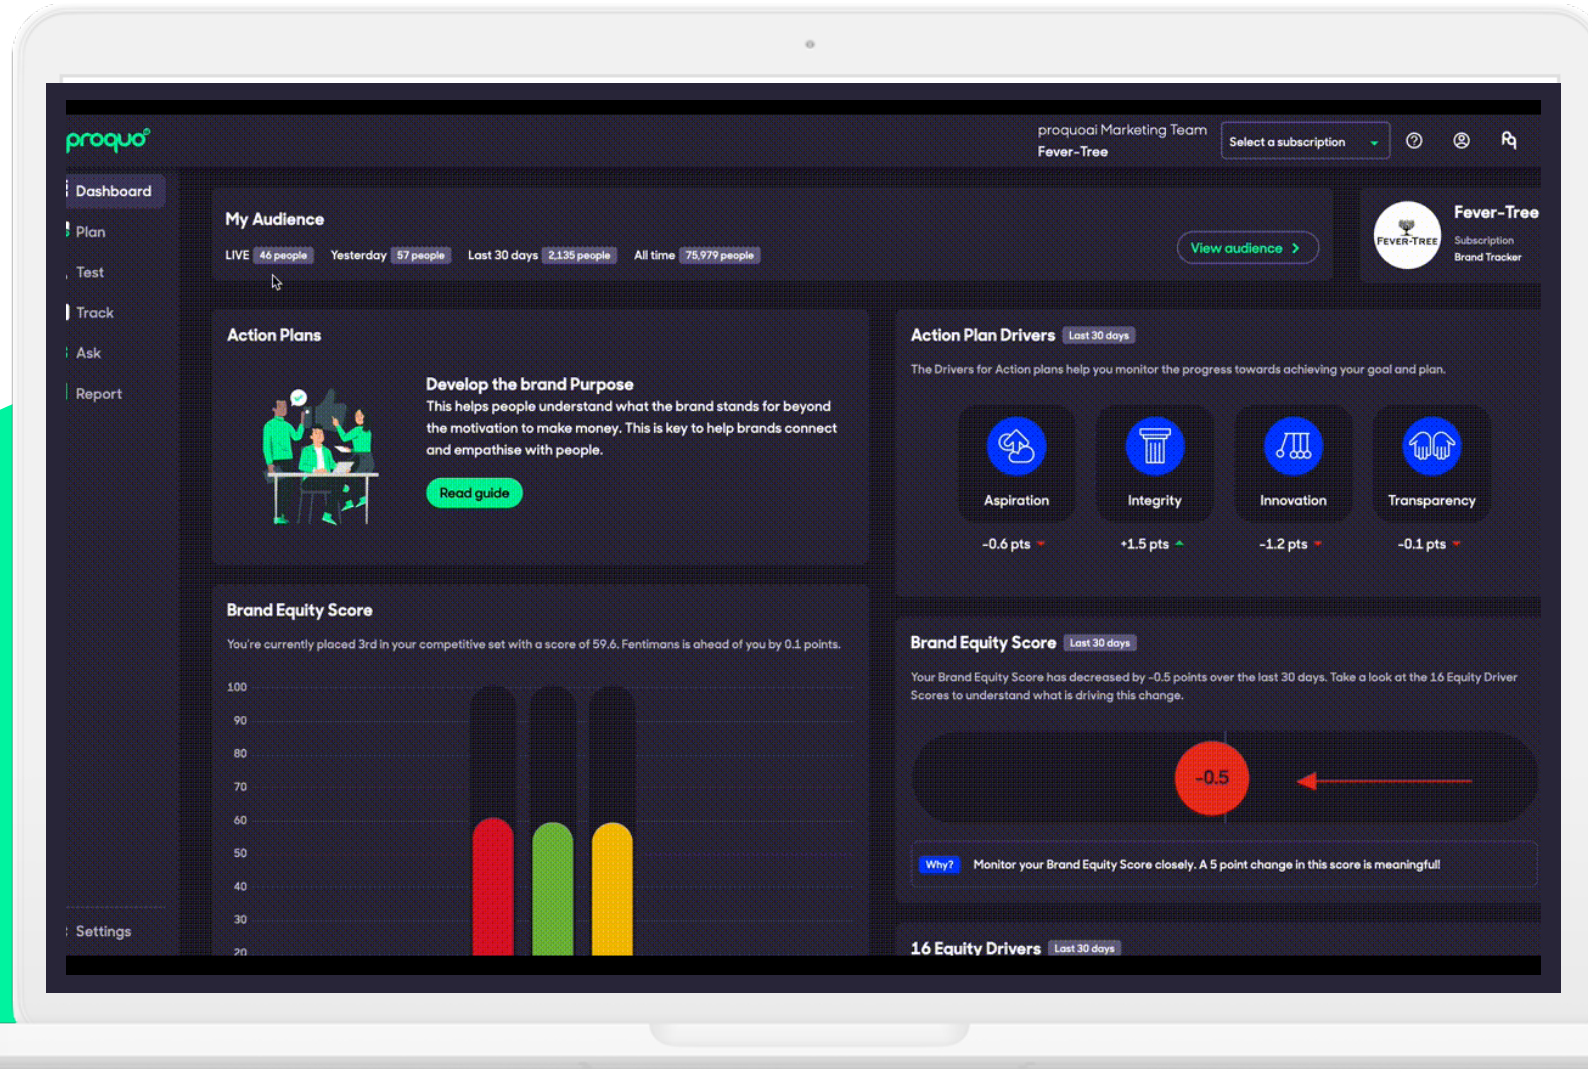 proquo
proquoai Marketing Team
Fever-Tree
Select a subscription
Dashboard
Plan
Test
Track
Ask
Report
Settings
My Audience
LIVE 46 people Yesterday 57 people Last 30 days 2,135 people All time 75,979 people
View audience
FEVER-TREE
Fever-Tree
Subscription
Brand Tracker
Action Plans
Develop the brand Purpose
This helps people understand what the brand stands for beyond
the motivation to make money. This is key to help brands connect
and empathise with people.
Read guide
Action Plan Drivers Last 30 days
The Drivers for Action plans help you monitor the progress towards achieving your goal and plan.
Aspiration Integrity Innovation Transparency
-0.6 pts +1.5 pts -1.2 pts -0.1 pts
Brand Equity Score
You're currently placed 3rd in your competitive set with a score of 59.6. Fentimans is ahead of you by 0.1 points.
100
90
80
70
60
50
40
30
20
Brand Equity Score Last 30 days
Your Brand Equity Score has decreased by -0.5 points over the last 30 days. Take a look at the 16 Equity Driver
Scores to understand what is driving this change.
-0.5
Why? Monitor your Brand Equity Score closely. A 5 point change in this score is meaningful!
16 Equity Drivers Last 30 days